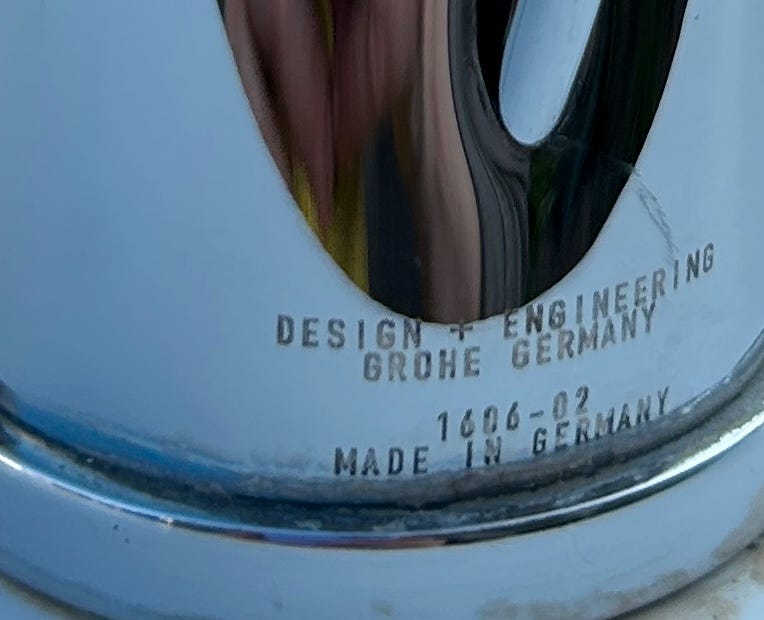 DESIGN + ENGINEERING
GROHE GERMANY
1606-02
MADE IN GERMANY